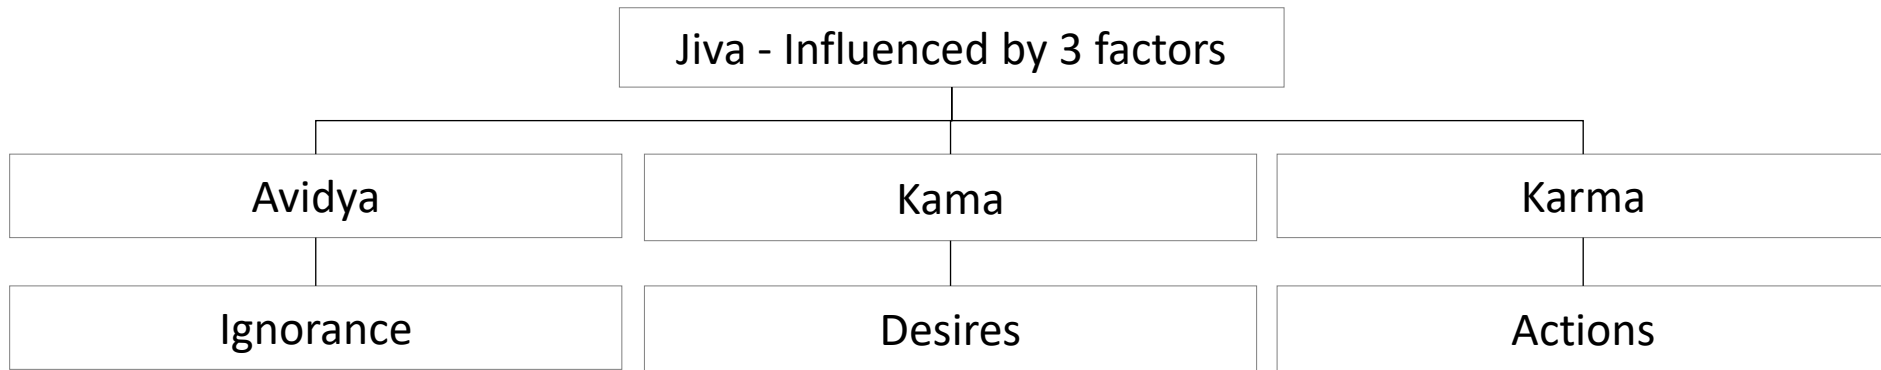 Jiva - Influenced by 3 factors
Avidya
Kama
Karma
Ignorance
Desires
Actions